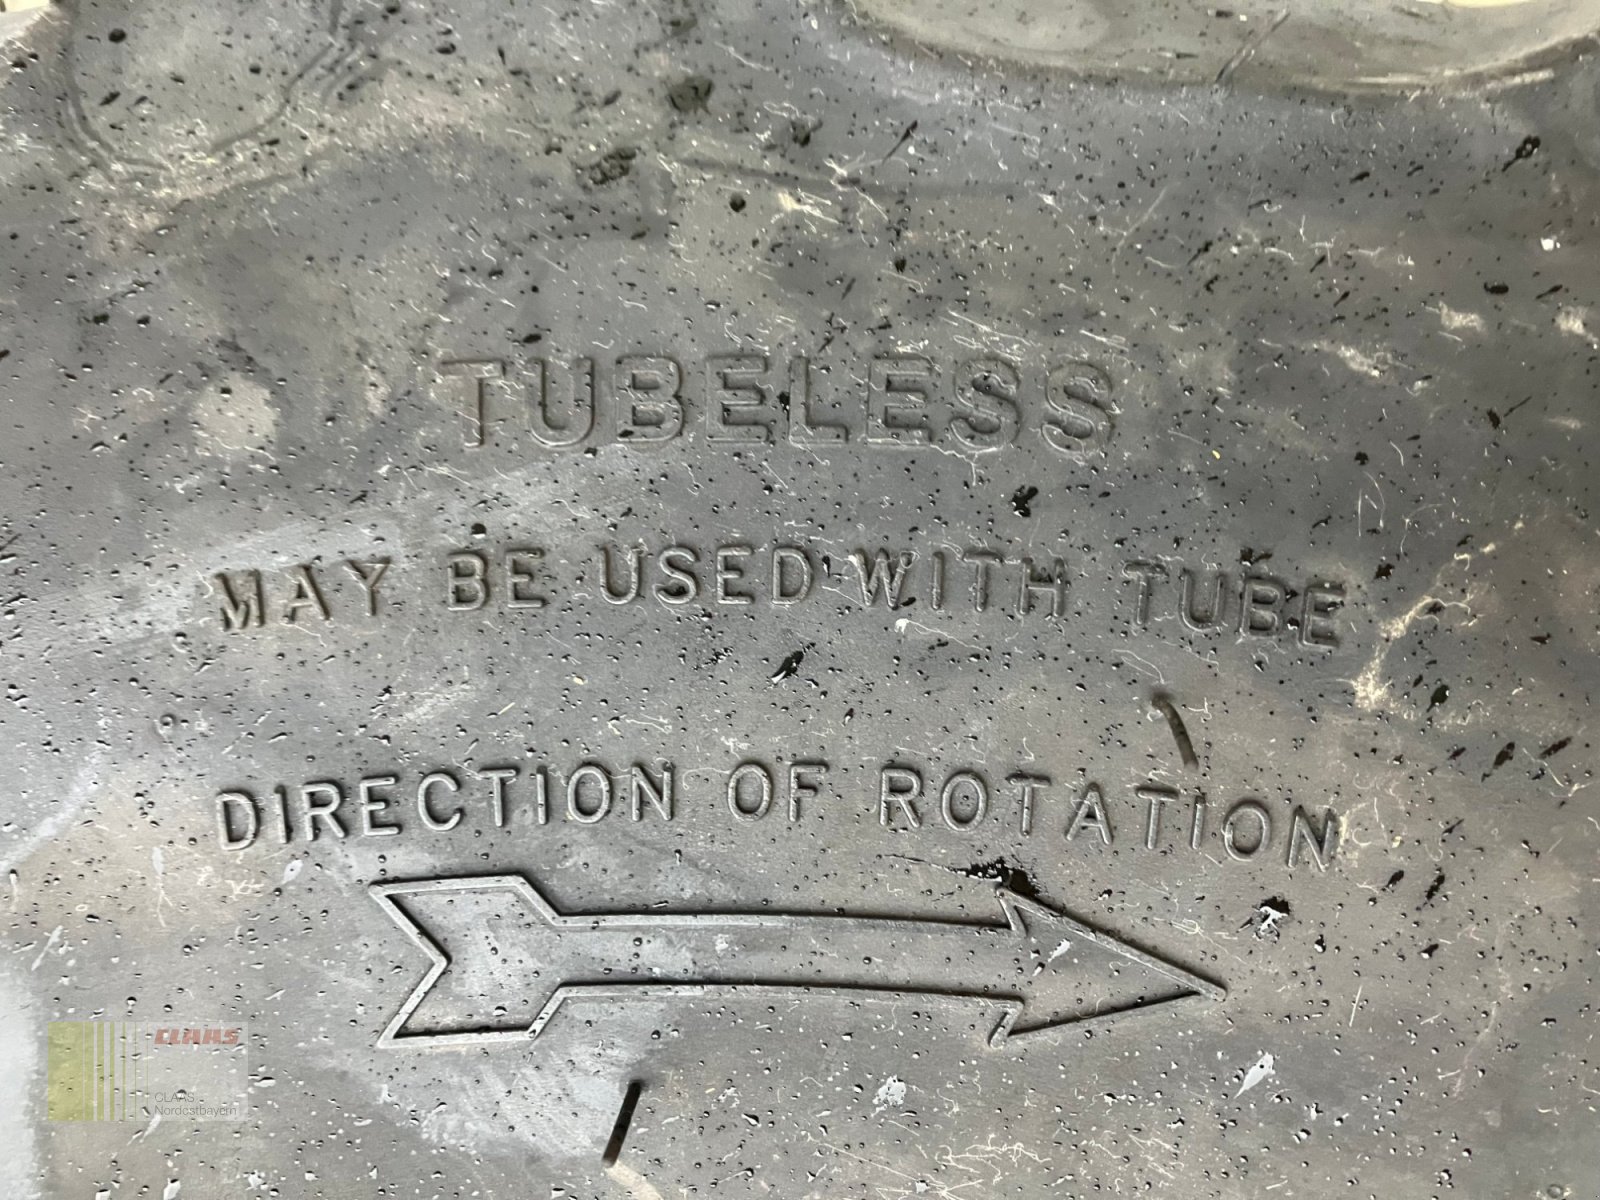 TUBELESS
MAY BE USED WITH TUBE
DIRECTION OF ROTATION
CLAAS
CLAAS
Nordostbayern